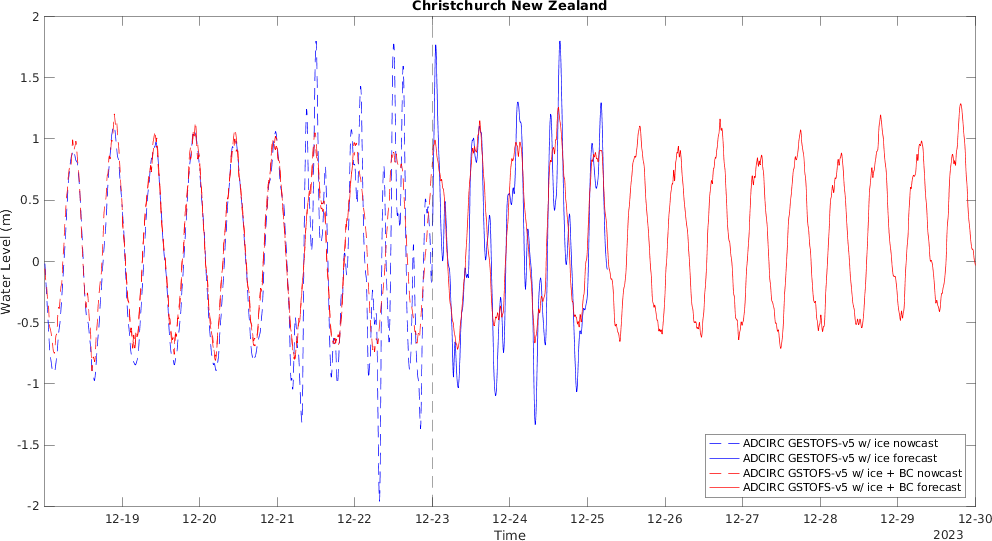 Christchurch New Zealand
2
1.5
1
0.5
0
-0.5
-1
-1.5
-2
Water Level (m)
ADCIRC GESTOFS-v5 w/ ice nowcast
ADCIRC GESTOFS-v5 w/ ice forecast
ADCIRC GSTOFS-v5 w/ ice + BC nowcast
ADCIRC GSTOFS-v5 w/ ice + BC forecast
12-19 12-20 12-21 12-22 12-23 12-24 12-25 12-26 12-27 12-28 12-29 12-30
Time
2023